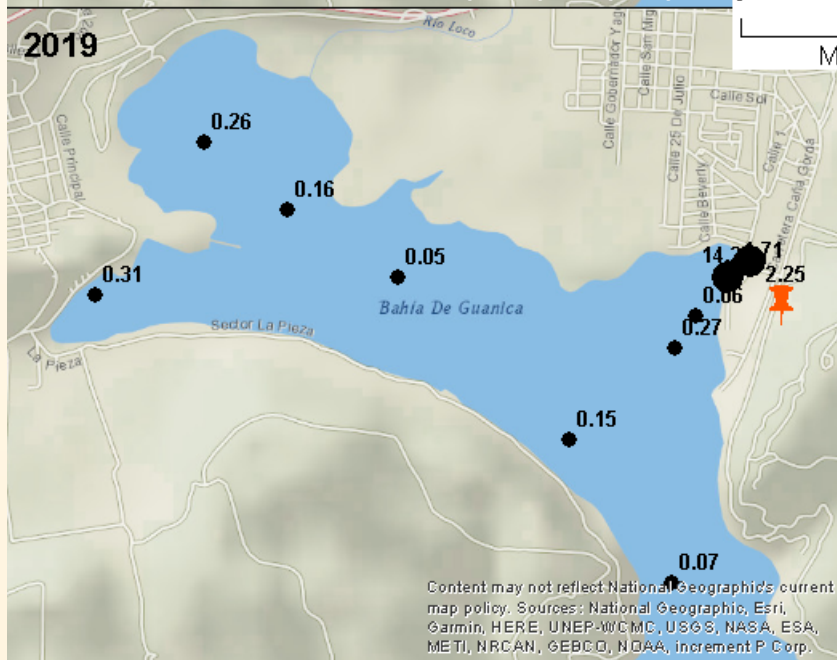 2019
M
Río Loco
Calle Gobernador Yag
Calle San Mig
Calle Sol
Calle 25 De Julio
Calle 1
Calle Beverly
Caña Gorda
Calle Principal
0.26
0.16
0.05
0.31
2.25
0.06
0.27
Bahía De Guanica
Sector La Pieza
La Pieza
0.15
0.07
Content may not reflect National Geographic's current
map policy. Sources: National Geographic, Esri,
Garmin, HERE, UNEP-WCMC, USGS, NASA, ESA,
METI, NRCAN, GEBCO, NOAA, increment P Corp.